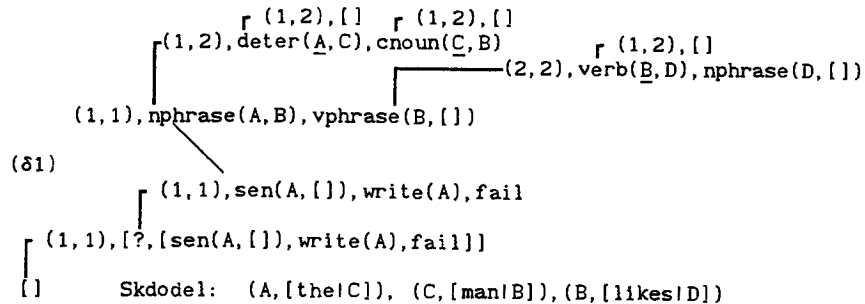 (1,2),[] (1,2),[]
(1,2),deter(A,C),cnoun(C,B) (1,2),[]
(2,2),verb(B,D),nphrase(D,[])
(1,1),nphrase(A,B),vphrase(B,[])
(δ1)
(1,1),sen(A,[]),write(A),fail
(1,1),[?,[sen(A,[]),write(A),fail]]
[] Skdodel: (A,[the|C]), (C,[man|B]),(B,[likes|D])